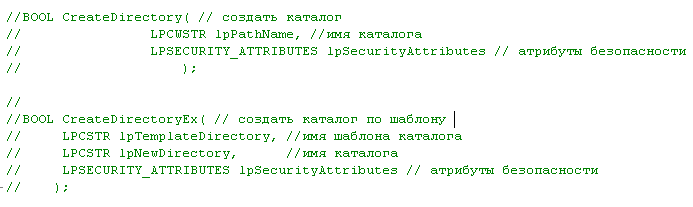 //BOOL CreateDirectory( // создать каталог
// LPCWSTR lpPathName, //имя каталога
// LPSECURITY_ATTRIBUTES lpSecurityAttributes // атрибуты безопасности
// );
//
//BOOL CreateDirectoryEx( // создать каталог по шаблону
// LPCSTR lpTemplateDirectory, //имя шаблона каталога
// LPCSTR lpNewDirectory, //имя каталога
// LPSECURITY_ATTRIBUTES lpSecurityAttributes // атрибуты безопасности
// );